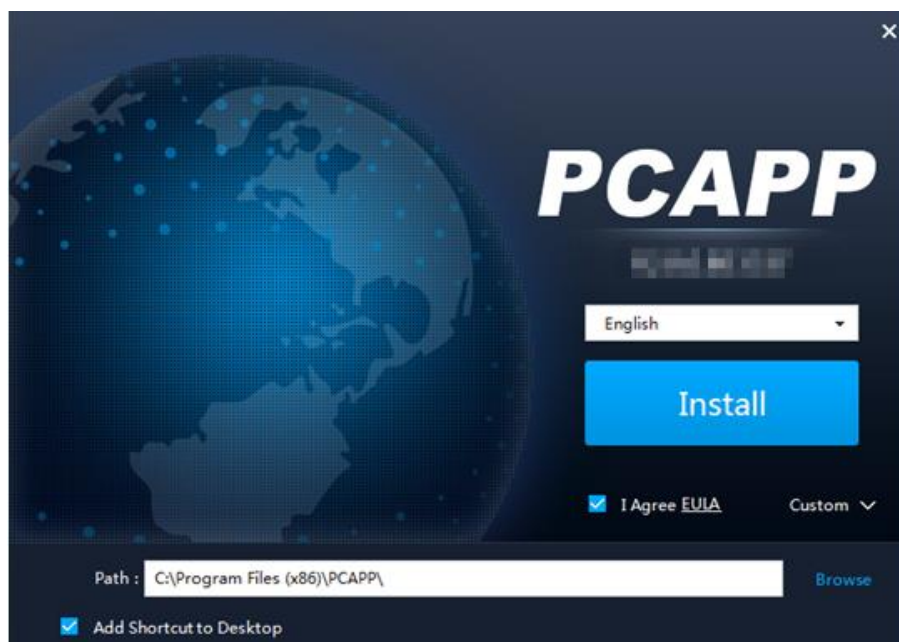 PCAPP
English
Install
I Agree EULA
Custom
Path : C:\Program Files (x86)\PCAPP\
Browse
Add Shortcut to Desktop